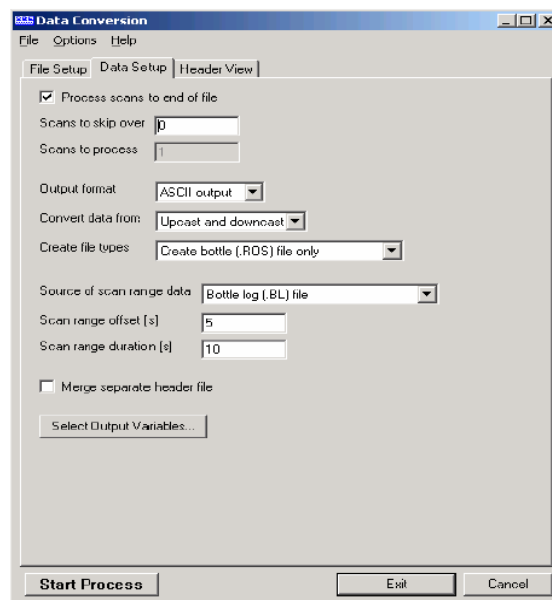 Data Conversion
File Options Help
File Setup Data Setup Header View
Process scans to end of file
Scans to skip over 0
Scans to process 1
Output format ASCII output
Convert data from Upcast and downcast
Create file types Create bottle (.ROS) file only
Source of scan range data Bottle log (.BL) file
Scan range offset [s] 5
Scan range duration [s] 10
Merge separate header file
Select Output Variables...
Start Process Exit Cancel